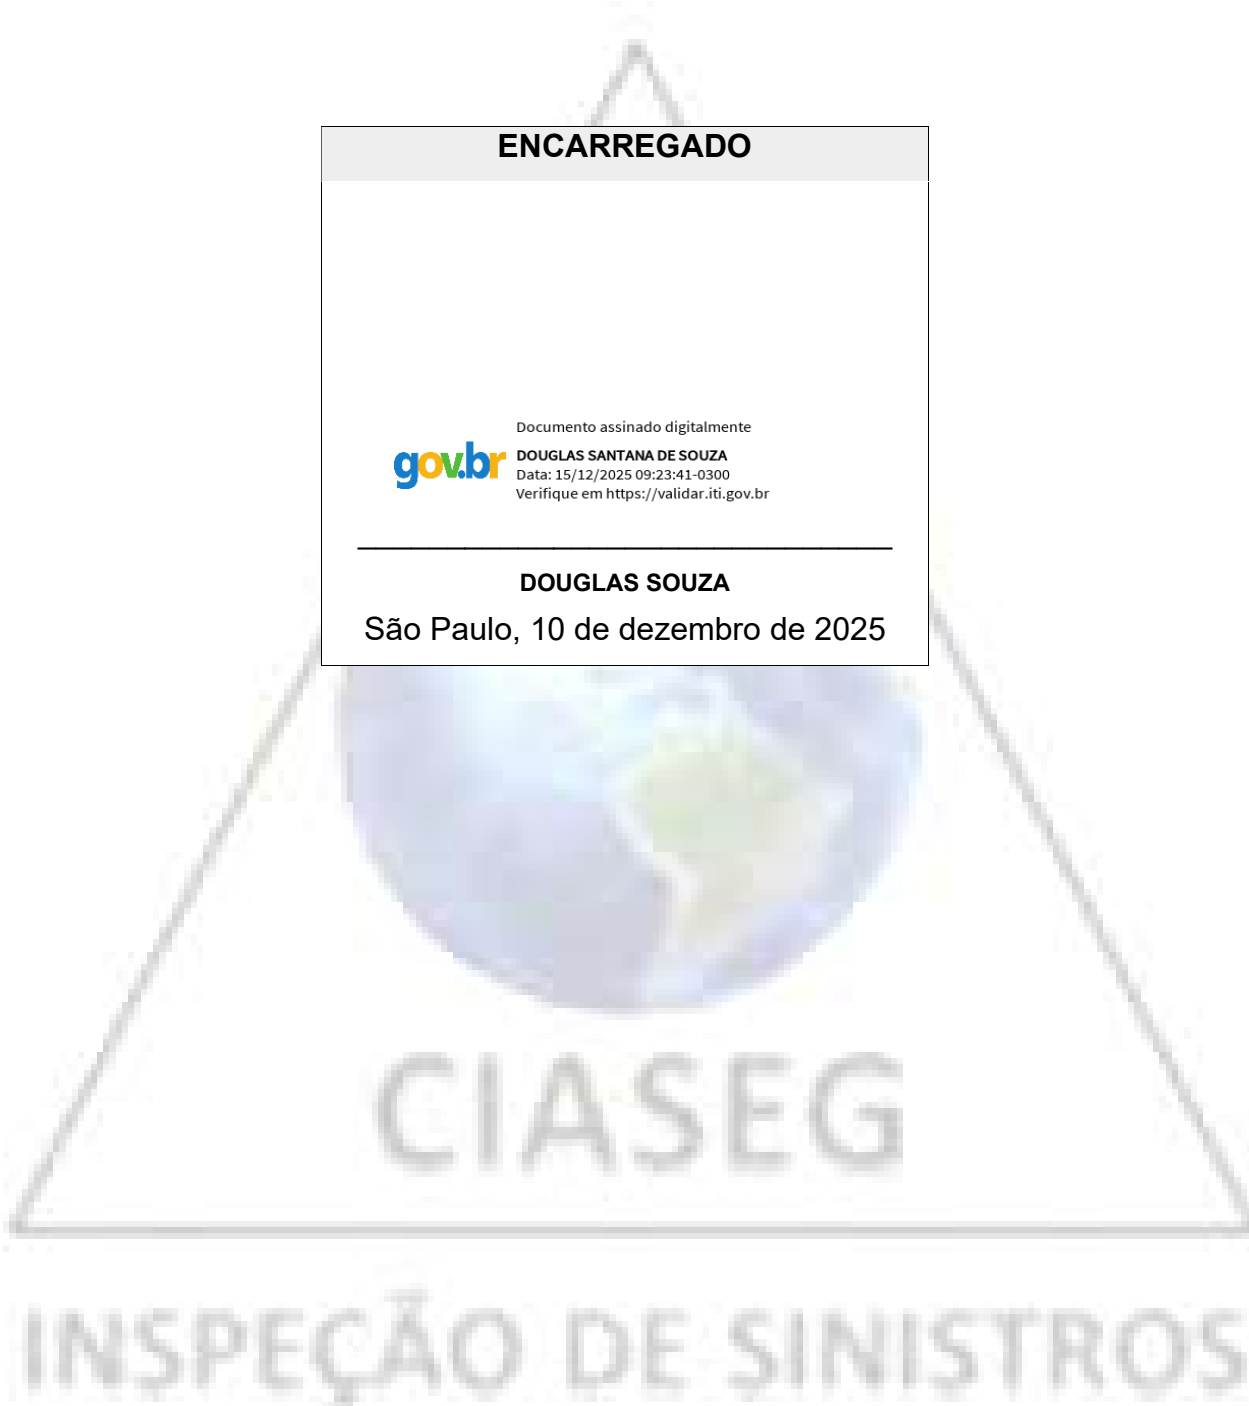 ENCARREGADO
Documento assinado digitalmente
gov.br
DOUGLAS SANTANA DE SOUZA
Data: 15/12/2025 09:23:41-0300
Verifique em https://validar.iti.gov.br
DOUGLAS SOUZA
São Paulo, 10 de dezembro de 2025
CIASEG
INSPEÇÃO DE SINISTROS